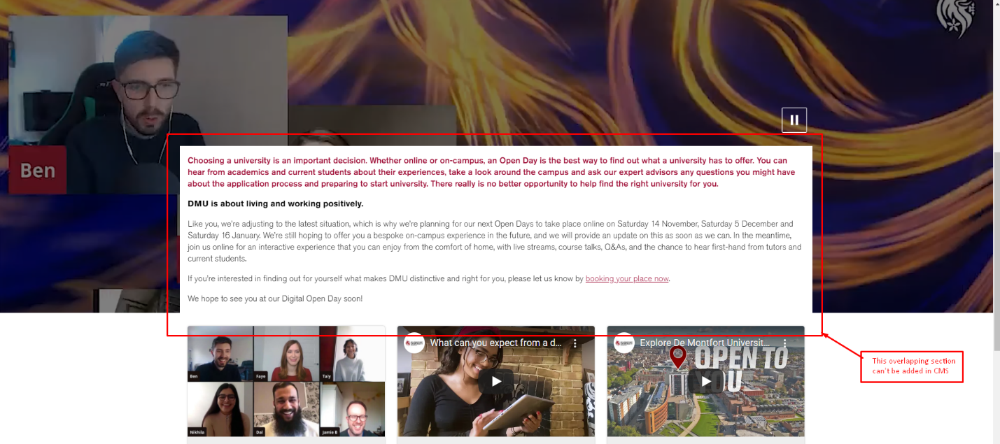 Ben
Choosing a university is an important decision. Whether online or on-campus, an Open Day is the best way to find out what a university has to offer. You can
hear from academics and current students about their experiences, take a look around the campus and ask our expert advisors any questions you might have
about the application process and preparing to start university. There really is no better opportunity to help find the right university for you.
DMU is about living and working positively.
Like you, we're adjusting to the latest situation, which is why we're planning for our next Open Days to take place online on Saturday 14 November, Saturday 5 December and
Saturday 16 January. We're still hoping to offer you a bespoke on-campus experience in the future, and we will provide an update on this as soon as we can. In the meantime,
join us online for an interactive experience that you can enjoy from the comfort of home, with live streams, course talks, Q&As, and the chance to hear first-hand from tutors and
current students.
If you're interested in finding out for yourself what makes DMU distinctive and right for you, please let us know by booking your place now.
We hope to see you at our Digital Open Day soon!
What can you expect from a d...
Explore De Montfort Universit...
OPEN TO
OU
Ben Faye Taiy
Nikhila Dal Jamie B
This overlapping section
can't be added in CMS